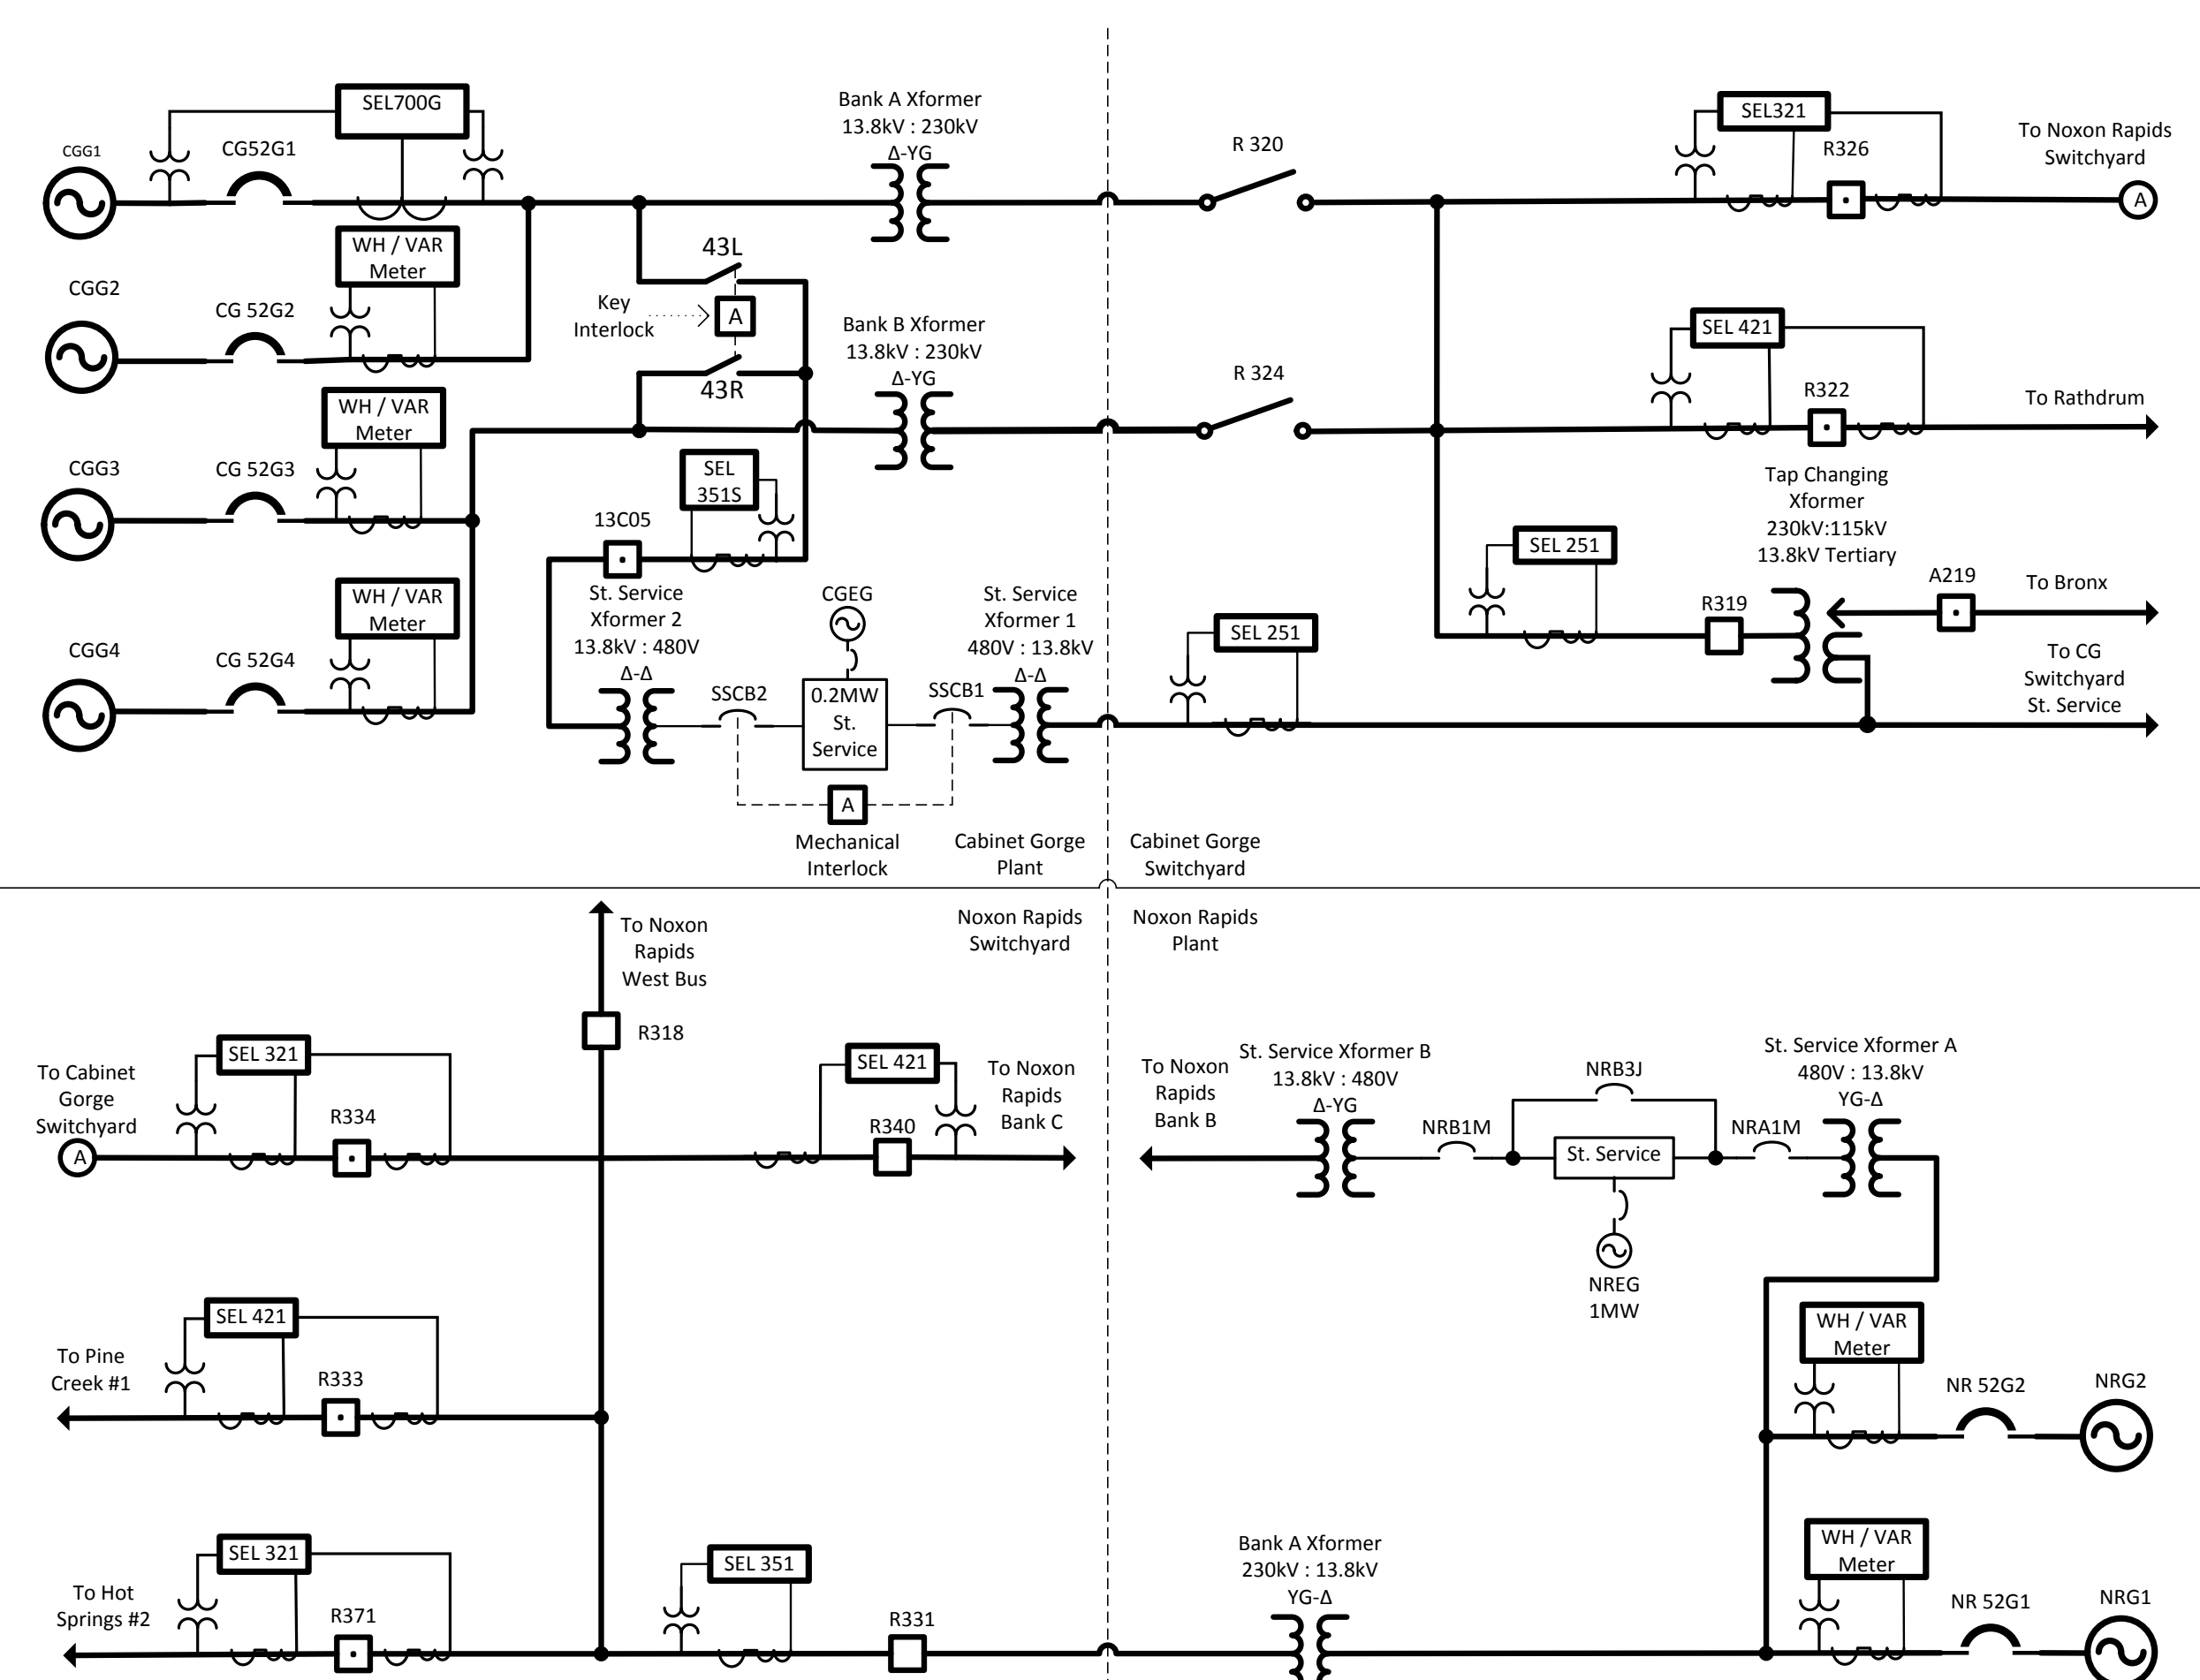 SEL700G
CGG1
CG52G1
Bank A Xformer
13.8kV : 230kV
Δ-YG
R 320
SEL321
R326
To Noxon Rapids
Switchyard
A
WH / VAR
Meter
CGG2
CG 52G2
43L
Key
Interlock
A
43R
Bank B Xformer
13.8kV : 230kV
Δ-YG
R 324
SEL 421
R322
To Rathdrum
WH / VAR
Meter
CGG3
CG 52G3
SEL
351S
13C05
Tap Changing
Xformer
230kV:115kV
13.8kV Tertiary
SEL 251
R319
A219
To Bronx
WH / VAR
Meter
CGG4
CG 52G4
St. Service
Xformer 2
13.8kV : 480V
Δ-Δ
SSCB2
CGEG
0.2MW
St.
Service
SSCB1
St. Service
Xformer 1
480V : 13.8kV
Δ-Δ
SEL 251
To CG
Switchyard
St. Service
A
Mechanical
Interlock
Cabinet Gorge
Plant
Cabinet Gorge
Switchyard
To Noxon
Rapids
West Bus
Noxon Rapids
Switchyard
Noxon Rapids
Plant
R318
To Cabinet
Gorge
Switchyard
A
SEL 321
R334
SEL 421
R340
To Noxon
Rapids
Bank C
To Noxon
Rapids
Bank B
St. Service Xformer B
13.8kV : 480V
Δ-YG
NRB1M
NRB3J
St. Service
NRA1M
St. Service Xformer A
480V : 13.8kV
YG-Δ
NREG
1MW
SEL 421
To Pine
Creek #1
R333
WH / VAR
Meter
NR 52G2
NRG2
SEL 321
To Hot
Springs #2
R371
SEL 351
R331
Bank A Xformer
230kV : 13.8kV
YG-Δ
WH / VAR
Meter
NR 52G1
NRG1